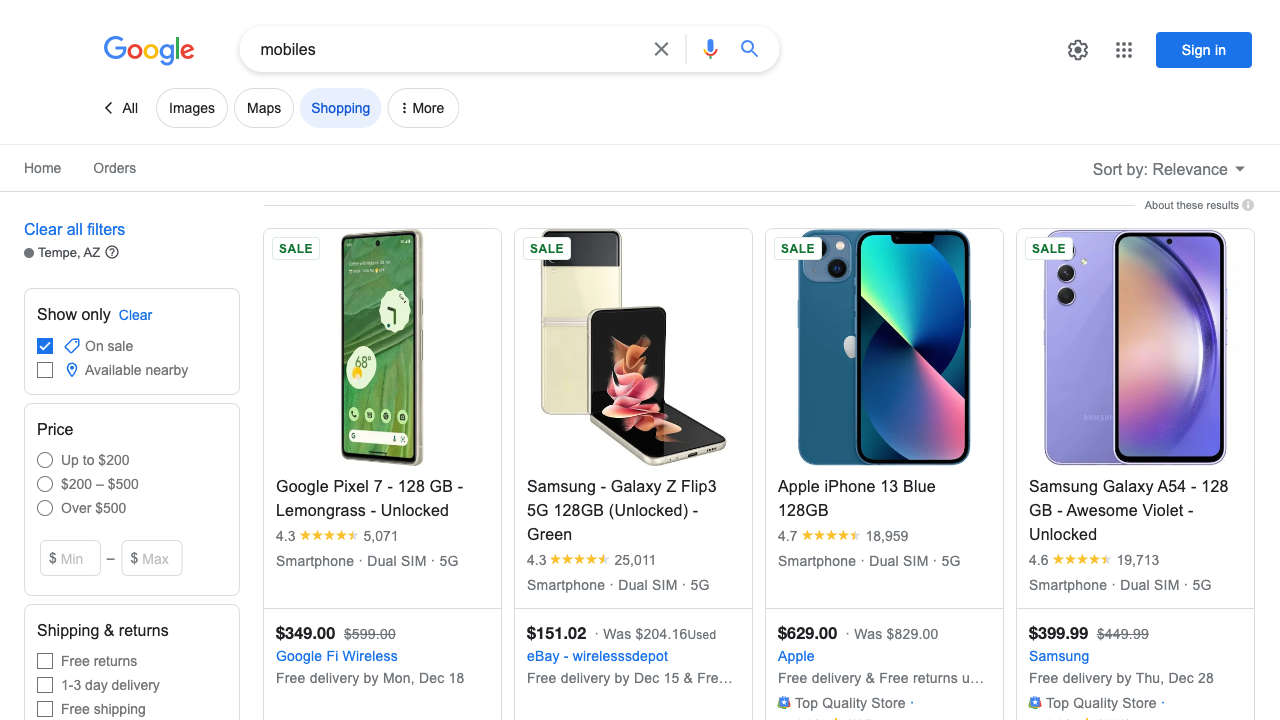 Google
mobiles
Sign in
All
Images
Maps
Shopping
More
Home
Orders
Sort by: Relevance
About these results
Clear all filters
Tempe, AZ
Show only Clear
On sale
Available nearby
Price
Up to $200
$200 – $500
Over $500
$ Min – $ Max
Shipping & returns
Free returns
1-3 day delivery
Free shipping
SALE
Google Pixel 7 - 128 GB -
Lemongrass - Unlocked
4.3 5,071
Smartphone · Dual SIM · 5G
$349.00 $599.00
Google Fi Wireless
Free delivery by Mon, Dec 18
SALE
Samsung - Galaxy Z Flip3
5G 128GB (Unlocked) -
Green
4.3 25,011
Smartphone · Dual SIM · 5G
$151.02 · Was $204.16Used
eBay - wirelesssdepot
Free delivery by Dec 15 & Fre…
SALE
Apple iPhone 13 Blue
128GB
4.7 18,959
Smartphone · Dual SIM · 5G
$629.00 · Was $829.00
Apple
Free delivery & Free returns u…
Top Quality Store ·
SALE
SAMSUNG
Samsung Galaxy A54 - 128
GB - Awesome Violet -
Unlocked
4.6 19,713
Smartphone · Dual SIM · 5G
$399.99 $449.99
Samsung
Free delivery by Thu, Dec 28
Top Quality Store ·